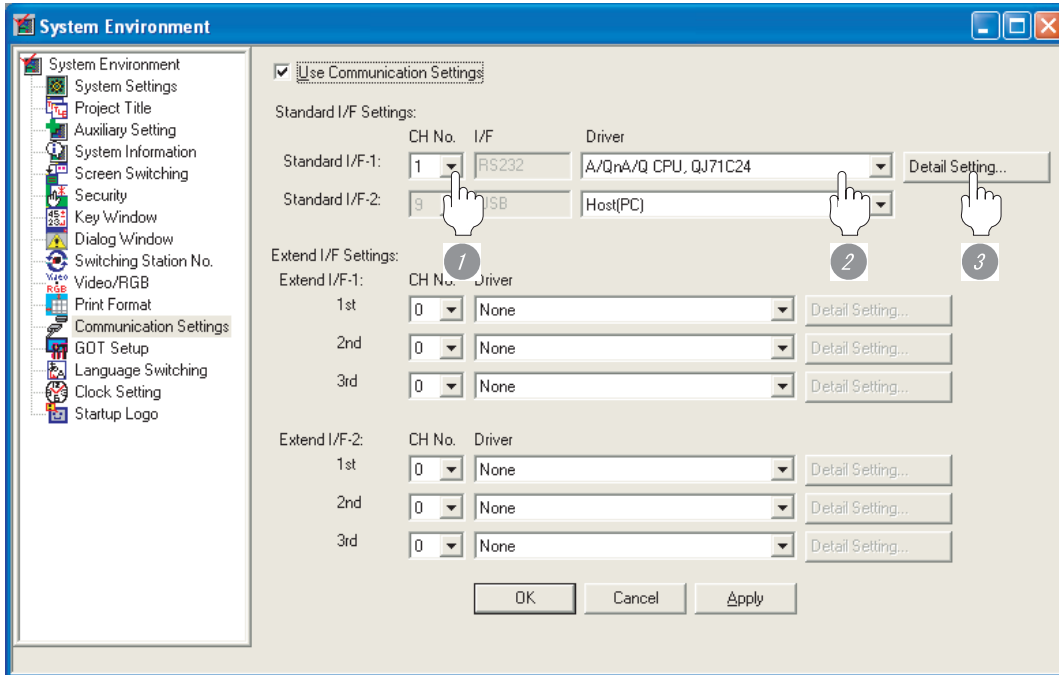 System Environment
System Environment
System Settings
Project Title
Auxiliary Setting
System Information
Screen Switching
Security
Key Window
Dialog Window
Switching Station No.
Video/RGB
Print Format
Communication Settings
GOT Setup
Language Switching
Clock Setting
Startup Logo
Use Communication Settings
Standard I/F Settings:
CH No. I/F Driver
Standard I/F-1: 1 RS232 A/QnA/Q CPU, QJ71C24 Detail Setting...
Standard I/F-2: 9 USB Host(PC)
1 2 3
Extend I/F Settings:
Extend I/F-1: CH No. Driver
1st 0 None Detail Setting...
2nd 0 None Detail Setting...
3rd 0 None Detail Setting...
Extend I/F-2: CH No. Driver
1st 0 None Detail Setting...
2nd 0 None Detail Setting...
3rd 0 None Detail Setting...
OK Cancel Apply